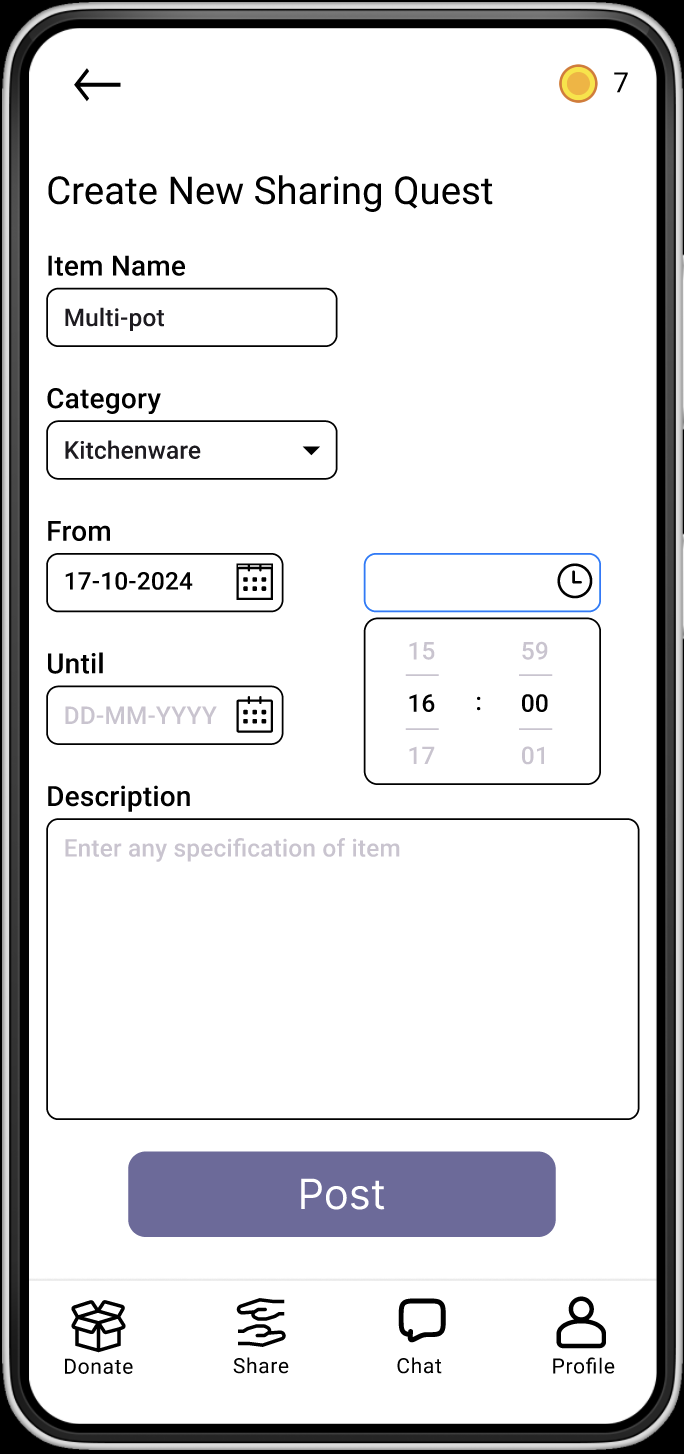 7
Create New Sharing Quest
Item Name
Multi-pot
Category
Kitchenware
From
17-10-2024
15 59
16 : 00
17 01
Until
DD-MM-YYYY
Description
Enter any specification of item
Post
Donate Share Chat Profile